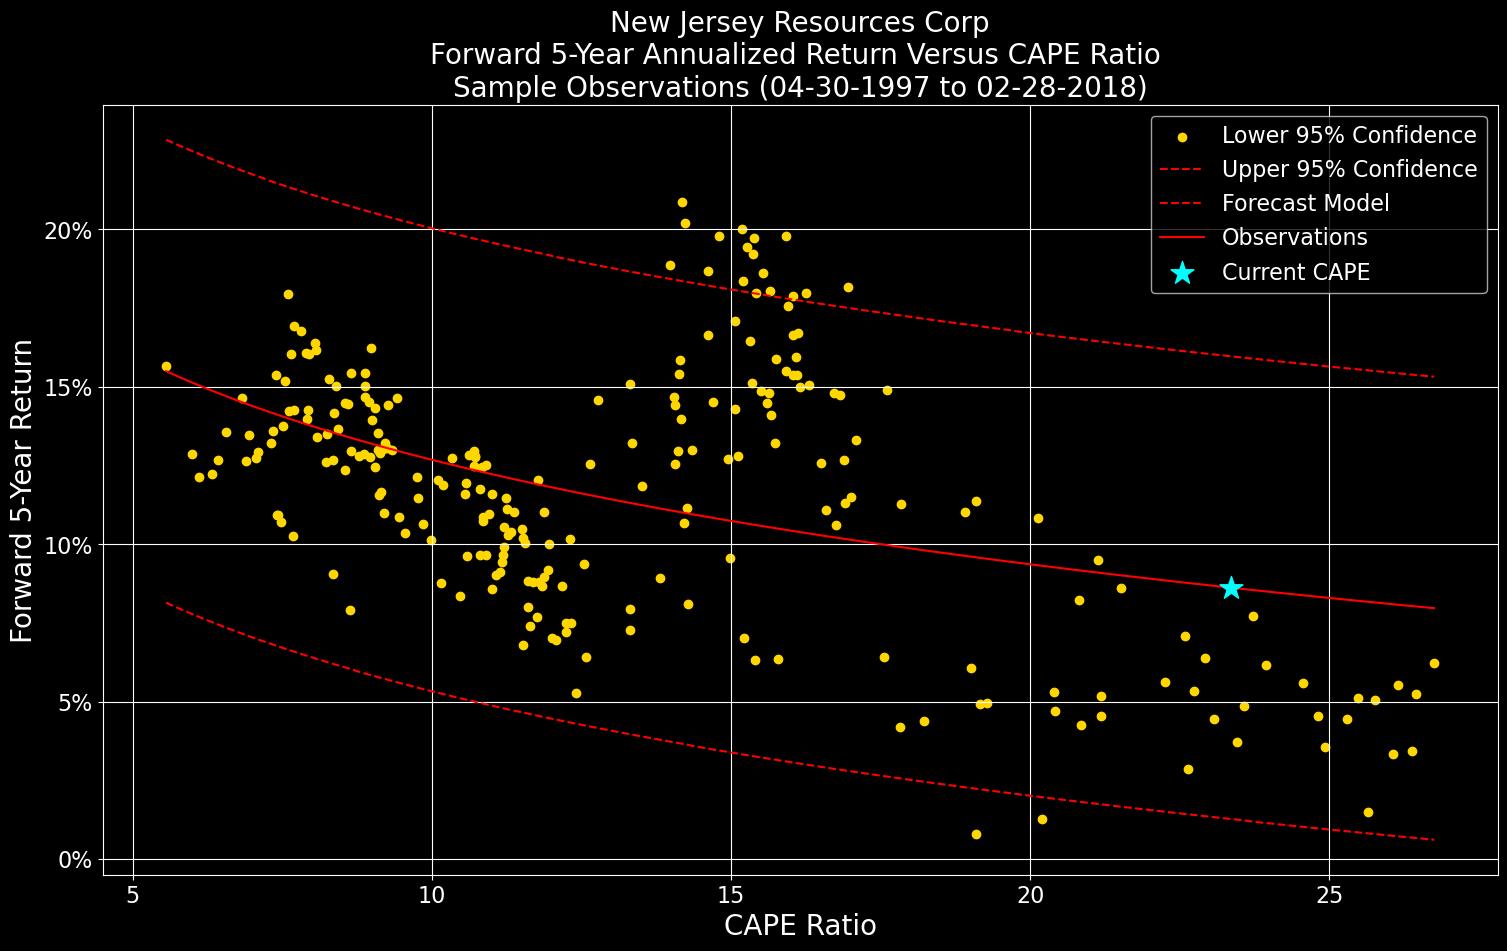 New Jersey Resources Corp
Forward 5-Year Annualized Return Versus CAPE Ratio
Sample Observations (04-30-1997 to 02-28-2018)
Lower 95% Confidence
Upper 95% Confidence
Forecast Model
Observations
Current CAPE
Forward 5-Year Return
20%
15%
10%
5%
0%
5 10 15 20 25
CAPE Ratio